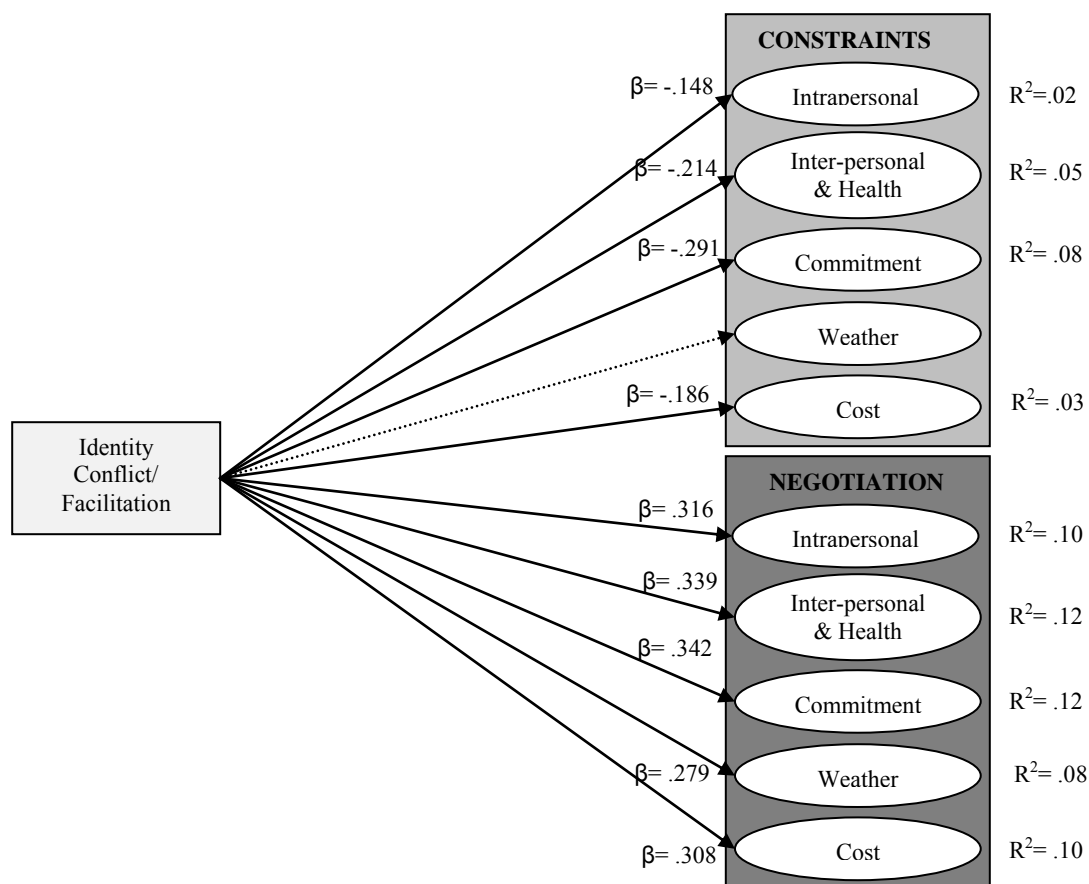 CONSTRAINTS
β= -.148
Intrapersonal
R²=.02
β= -.214
Inter-personal
& Health
R²= .05
β= -.291
Commitment
R²= .08
Weather
β= -.186
Cost
R²= .03
Identity
Conflict/
Facilitation
NEGOTIATION
β= .316
Intrapersonal
R²= .10
β= .339
Inter-personal
& Health
R²= .12
β= .342
Commitment
R²= .12
β= .279
Weather
R²= .08
β= .308
Cost
R²= .10